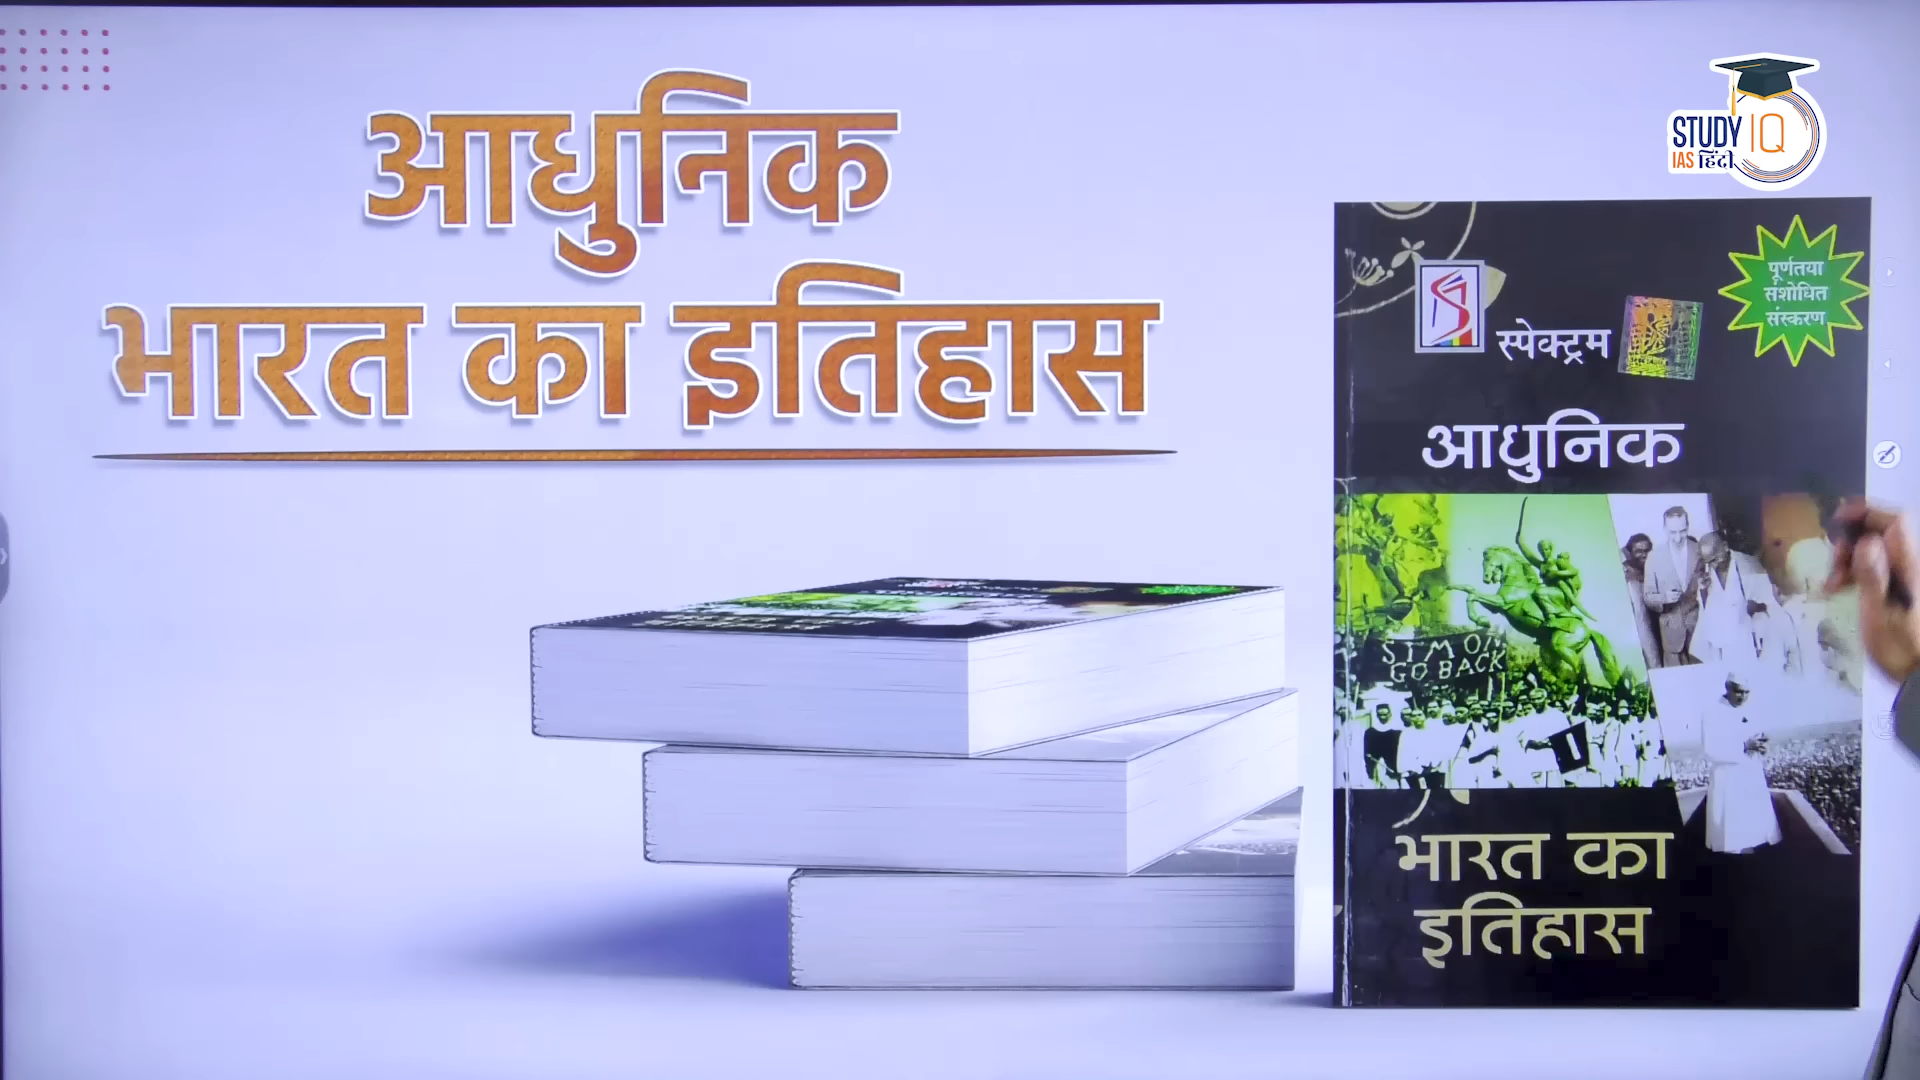 आधुनिक
भारत का इतिहास
STUDY IQ
IAS हिंदी
पूर्णतया
संशोधित
संस्करण
स्पेक्ट्रम
आधुनिक
SIMON
GO BACK
भारत का
इतिहास